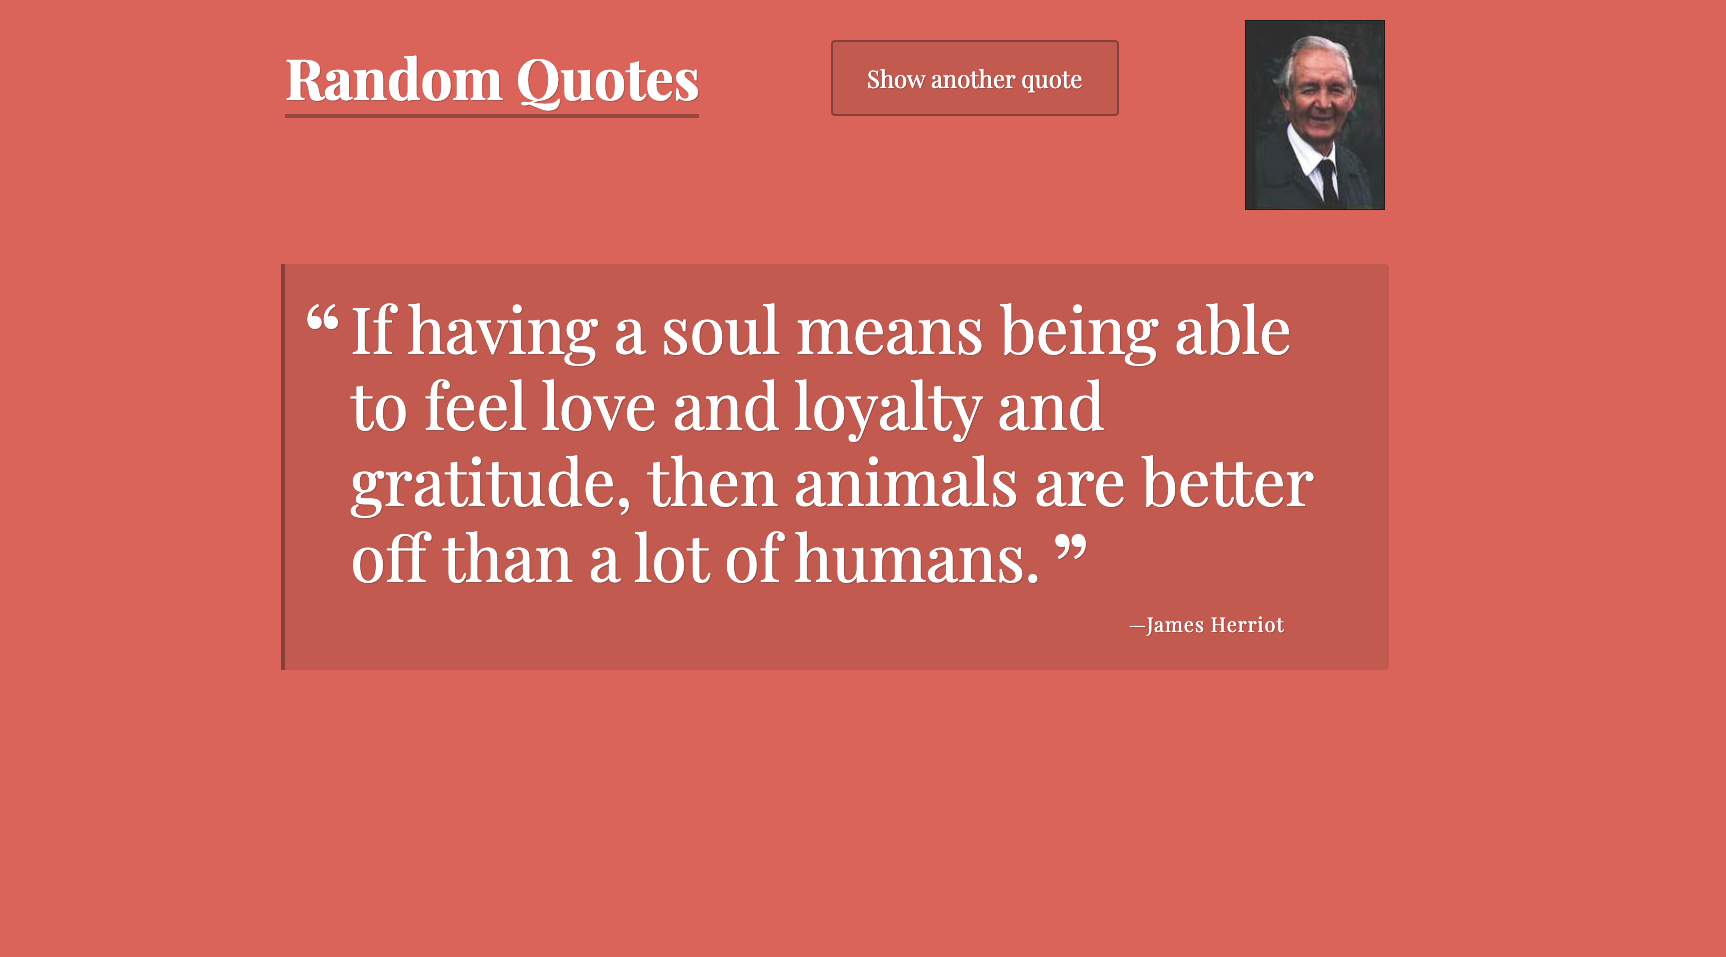 Random Quotes
Show another quote
“ If having a soul means being able
to feel love and loyalty and
gratitude, then animals are better
off than a lot of humans. ”
—James Herriot